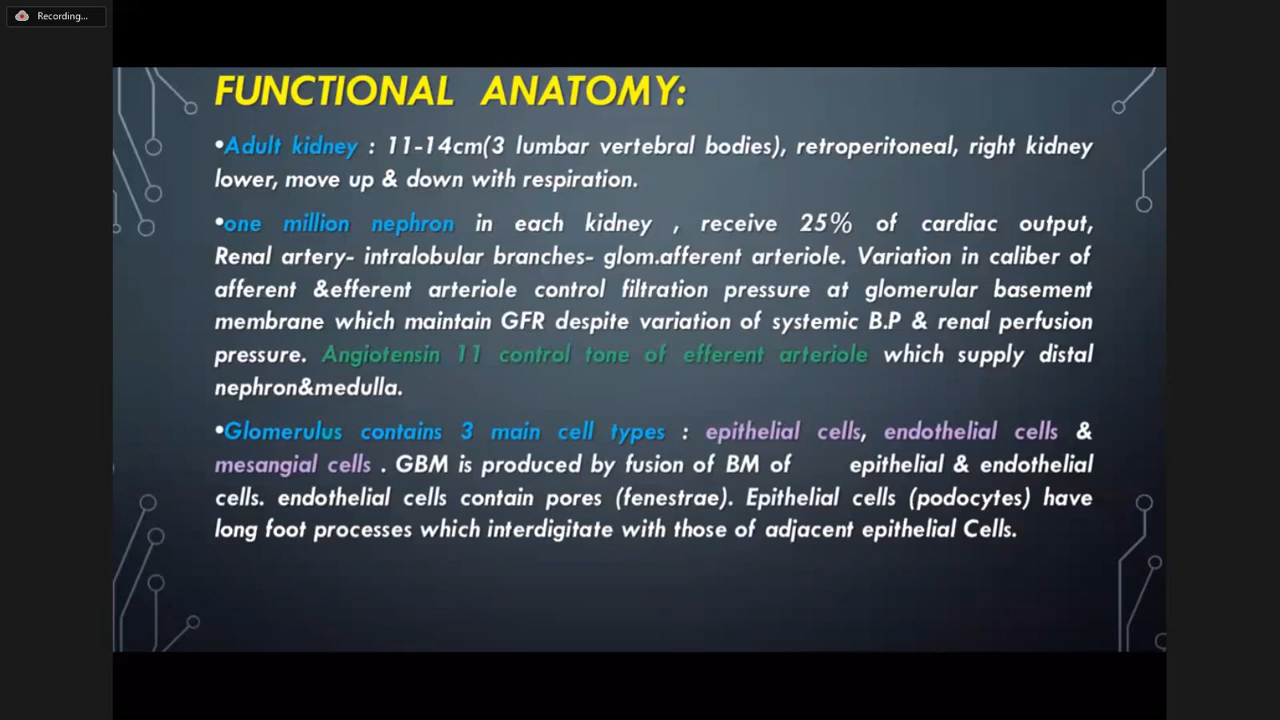 Recording...
FUNCTIONAL ANATOMY:
•Adult kidney : 11-14cm(3 lumbar vertebral bodies), retroperitoneal, right kidney
lower, move up & down with respiration.
•one million nephron in each kidney , receive 25% of cardiac output,
Renal artery- intralobular branches- glom.afferent arteriole. Variation in caliber of
afferent &efferent arteriole control filtration pressure at glomerular basement
membrane which maintain GFR despite variation of systemic B.P & renal perfusion
pressure. Angiotensin 11 control tone of efferent arteriole which supply distal
nephron&medulla.
•Glomerulus contains 3 main cell types : epithelial cells, endothelial cells &
mesangial cells . GBM is produced by fusion of BM of epithelial & endothelial
cells. endothelial cells contain pores (fenestrae). Epithelial cells (podocytes) have
long foot processes which interdigitate with those of adjacent epithelial Cells.